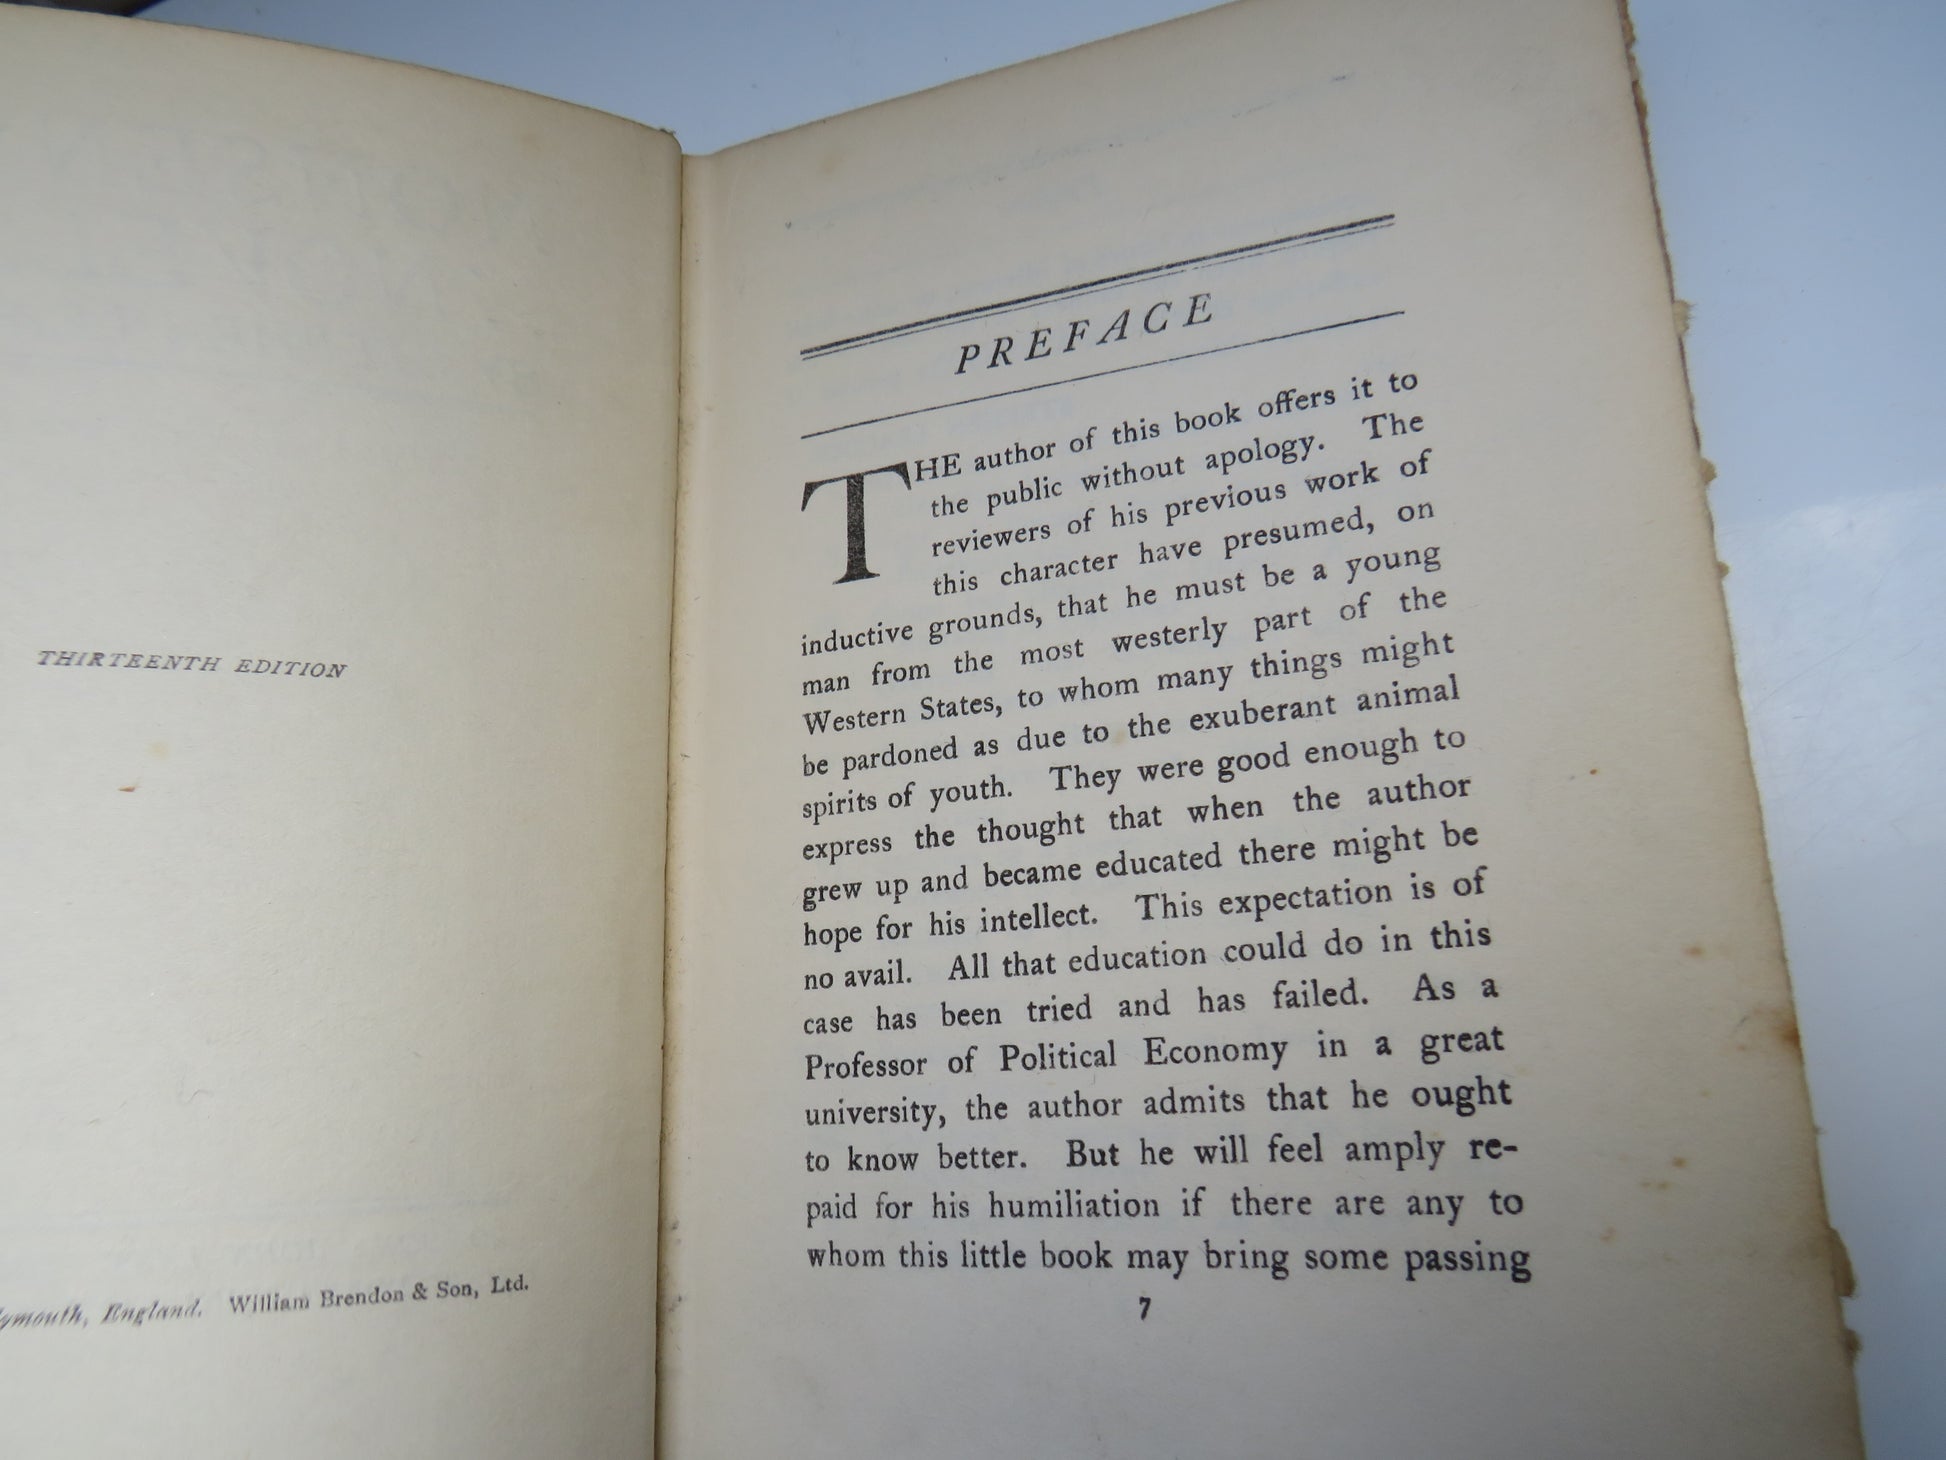 THIRTEENTH EDITION
England. William Brendon & Son, Ltd.
PREFACE
THE author of this book offers it to
the public without apology. The
reviewers of his previous work of
this character have presumed, on
inductive grounds, that he must be a young
man from the most westerly part of the
Western States, to whom many things might
be pardoned as due to the exuberant animal
spirits of youth. They were good enough to
express the thought that when the author
grew up and became educated there might be
hope for his intellect. This expectation is of
no avail. All that education could do in this
case has been tried and has failed. As a
Professor of Political Economy in a great
university, the author admits that he ought
to know better. But he will feel amply re-
paid for his humiliation if there are any to
whom this little book may bring some passing
7